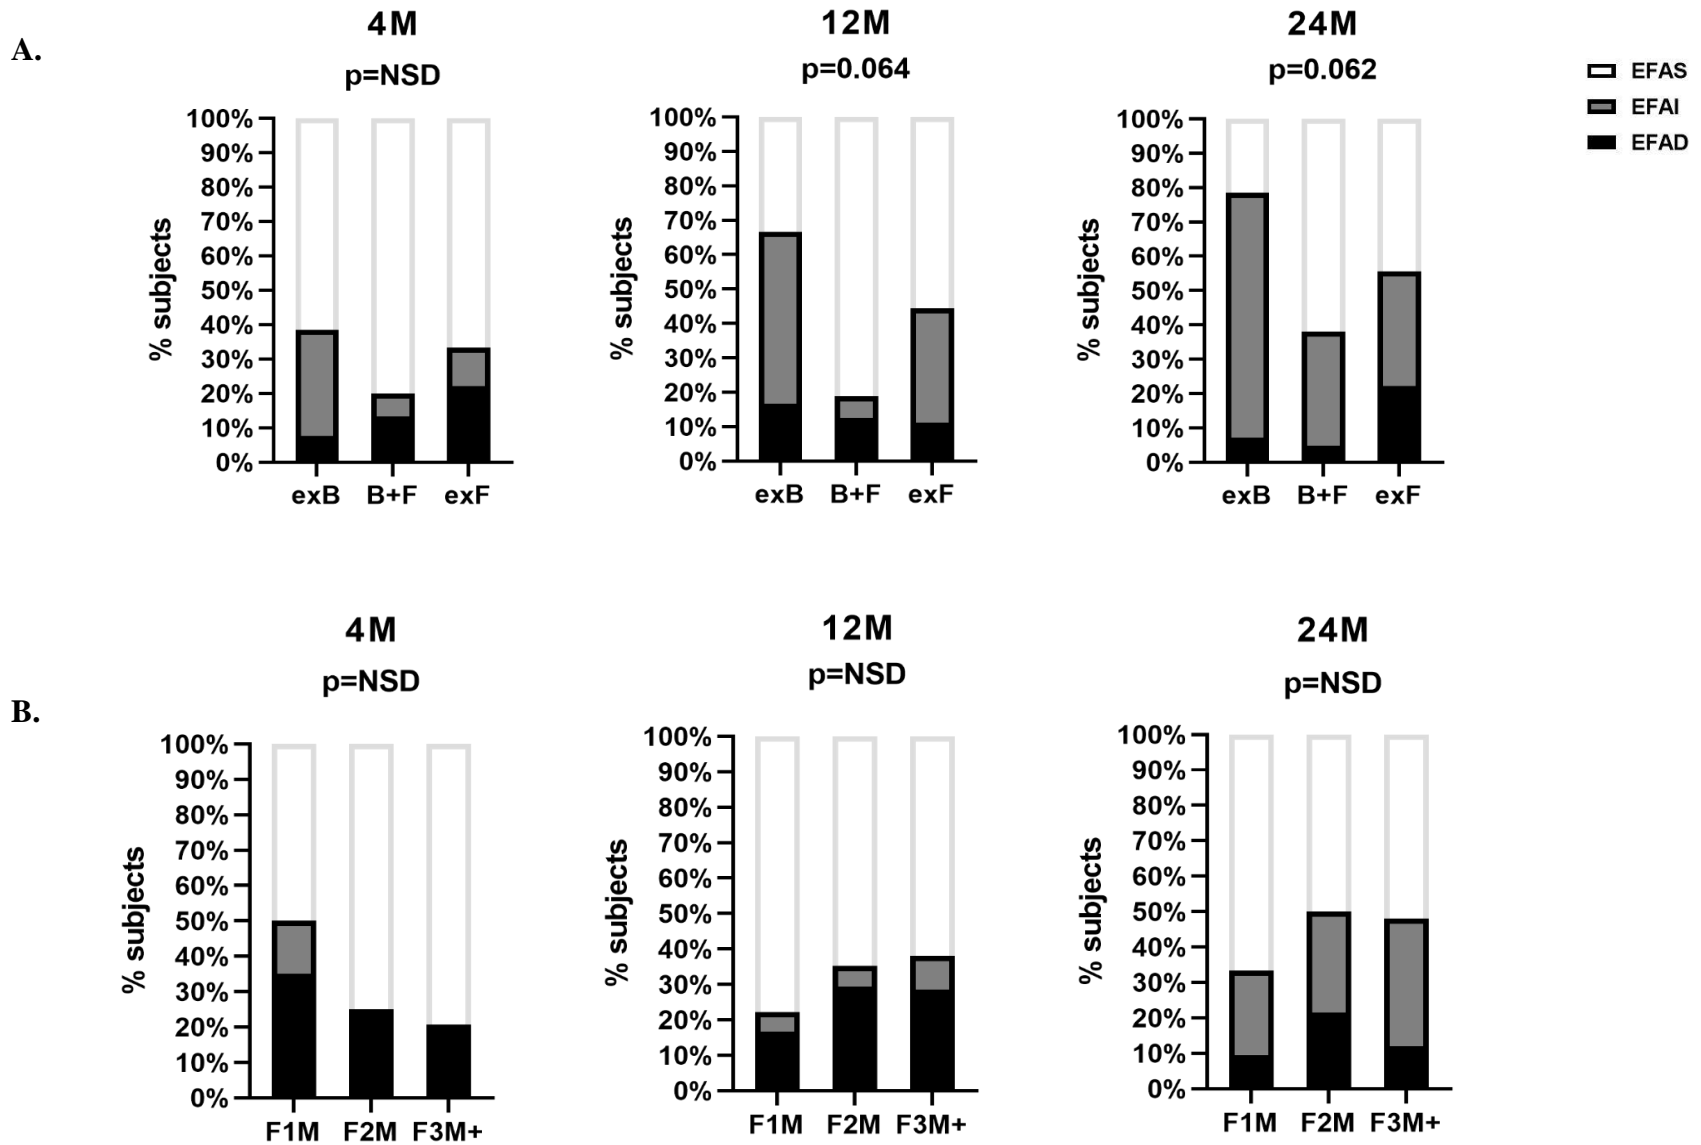 A.
4M
p=NSD
100%
90%
80%
70%
60%
50%
40%
30%
20%
10%
0%
% subjects
exB B+F exF
12M
p=0.064
100%
90%
80%
70%
60%
50%
40%
30%
20%
10%
0%
% subjects
exB B+F exF
24M
p=0.062
100%
90%
80%
70%
60%
50%
40%
30%
20%
10%
0%
% subjects
exB B+F exF
EFAS
EFAI
EFAD
B.
4M
p=NSD
100%
90%
80%
70%
60%
50%
40%
30%
20%
10%
0%
% subjects
F1M F2M F3M+
12M
p=NSD
100%
90%
80%
70%
60%
50%
40%
30%
20%
10%
0%
% subjects
F1M F2M F3M+
24M
p=NSD
100%
90%
80%
70%
60%
50%
40%
30%
20%
10%
0%
% subjects
F1M F2M F3M+